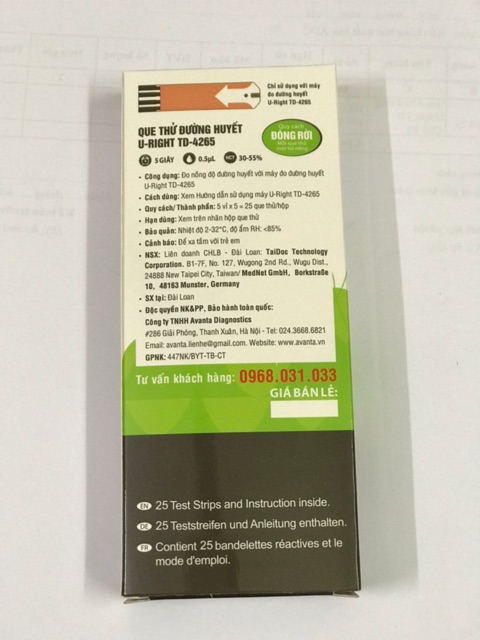 Chỉ sử dụng với máy
đo đường huyết
U-Right TD-4265
QUE THỬ ĐƯỜNG HUYẾT
U-RIGHT TD-4265
Quy cách
ĐÓNG RỜI
Mỗi que thử
một túi riêng
5 GIÂY
0.5µL
HCT
30-55%
• Công dụng: Đo nồng độ đường huyết với máy đo đường huyết
U-Right TD-4265
• Cách dùng: Xem Hướng dẫn sử dụng máy U-Right TD-4265
• Quy cách/ Thành phần: 5 vỉ x 5 = 25 que thử/hộp
• Hạn dùng: Xem trên nhãn hộp que thử
• Bảo quản: Nhiệt độ 2-32°C, độ ẩm RH: <85%
• Cảnh báo: Để xa tầm với trẻ em
• NSX: Liên doanh CHLB - Đài Loan: TaiDoc Technology
Corporation. B1-7F, No. 127, Wugong 2nd Rd., Wugu Dist.,
24888 New Taipei City, Taiwan/ MedNet GmbH, Borkstraße
10, 48163 Munster, Germany
• SX tại: Đài Loan
• Độc quyền NK&PP, Bảo hành toàn quốc:
Công ty TNHH Avanta Diagnostics
#286 Giải Phóng, Thanh Xuân, Hà Nội - Tel: 024.3668.6821
Email: avanta.lienhe@gmail.com. Website: www.avanta.vn
GPNK: 447NK/BYT-TB-CT
Tư vấn khách hàng: 0968.031.033
GIÁ BÁN LẺ:
EN 25 Test Strips and Instruction inside.
DE 25 Teststreifen und Anleitung enthalten.
FR Contient 25 bandelettes réactives et le
mode d'emploi.